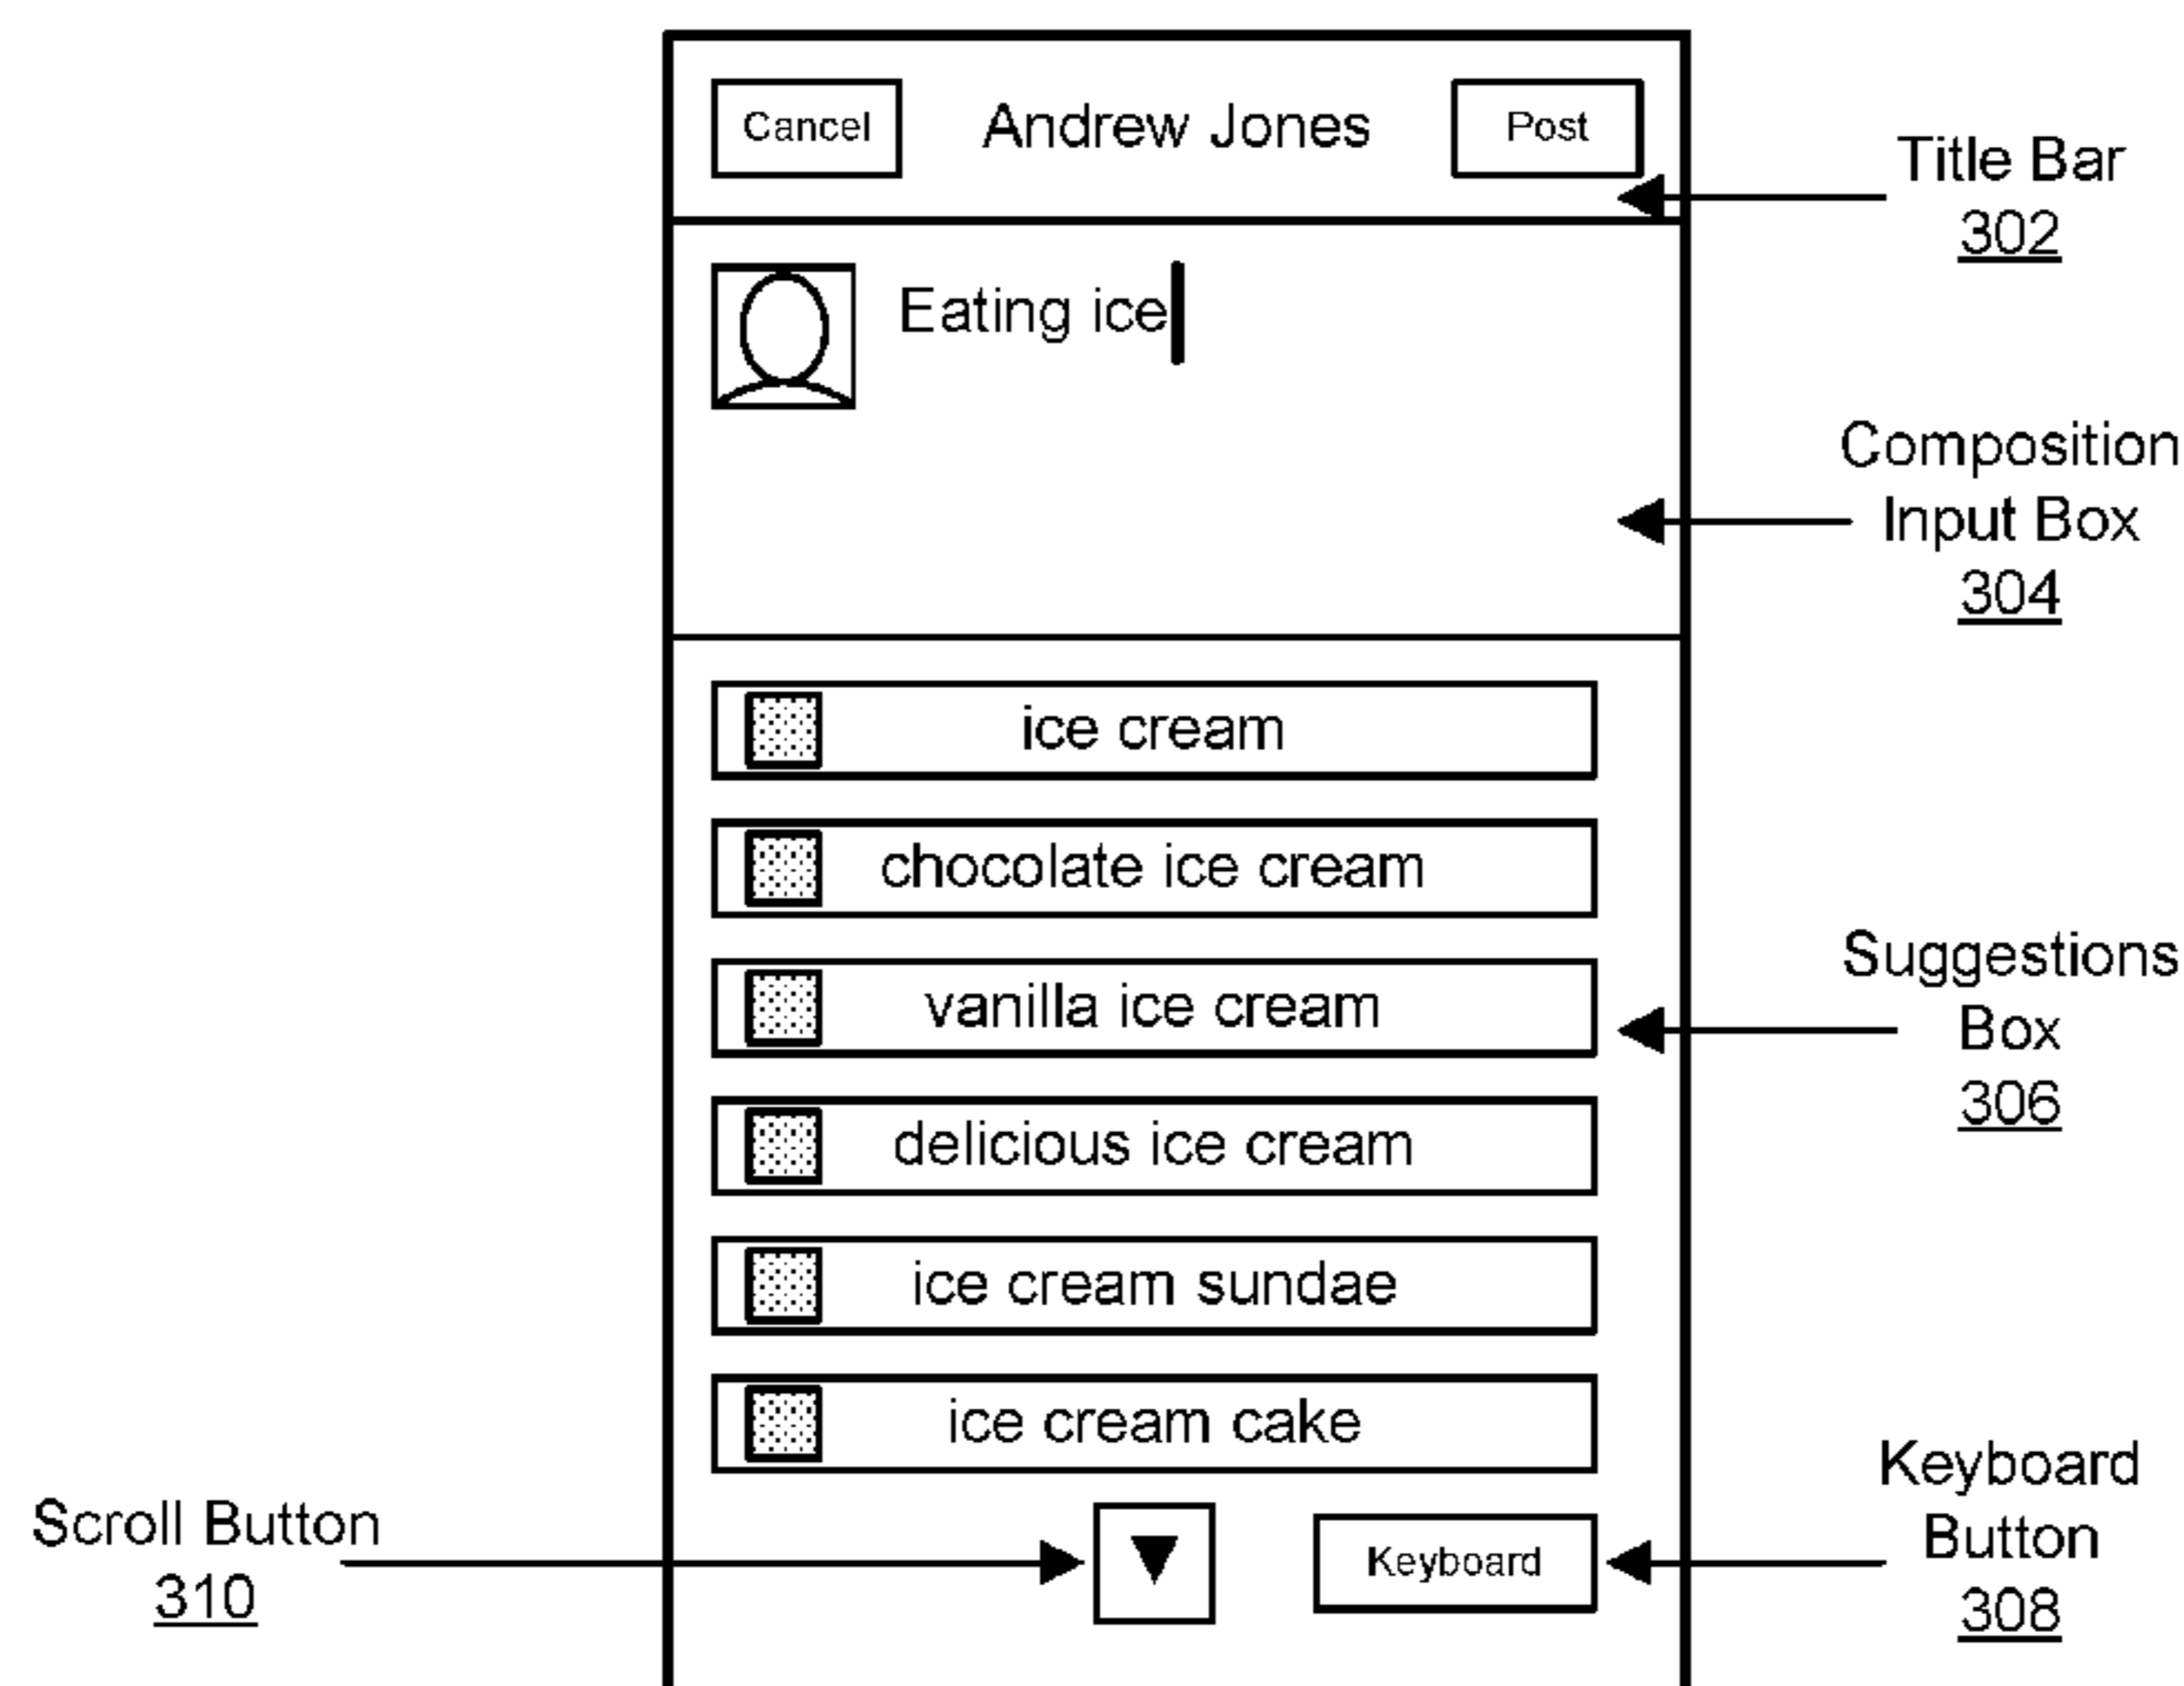 Cancel Andrew Jones Post
Title Bar
302
Eating ice
Composition
Input Box
304
ice cream
chocolate ice cream
vanilla ice cream
Suggestions
Box
306
delicious ice cream
ice cream sundae
ice cream cake
Scroll Button
310
Keyboard
Keyboard
Button
308